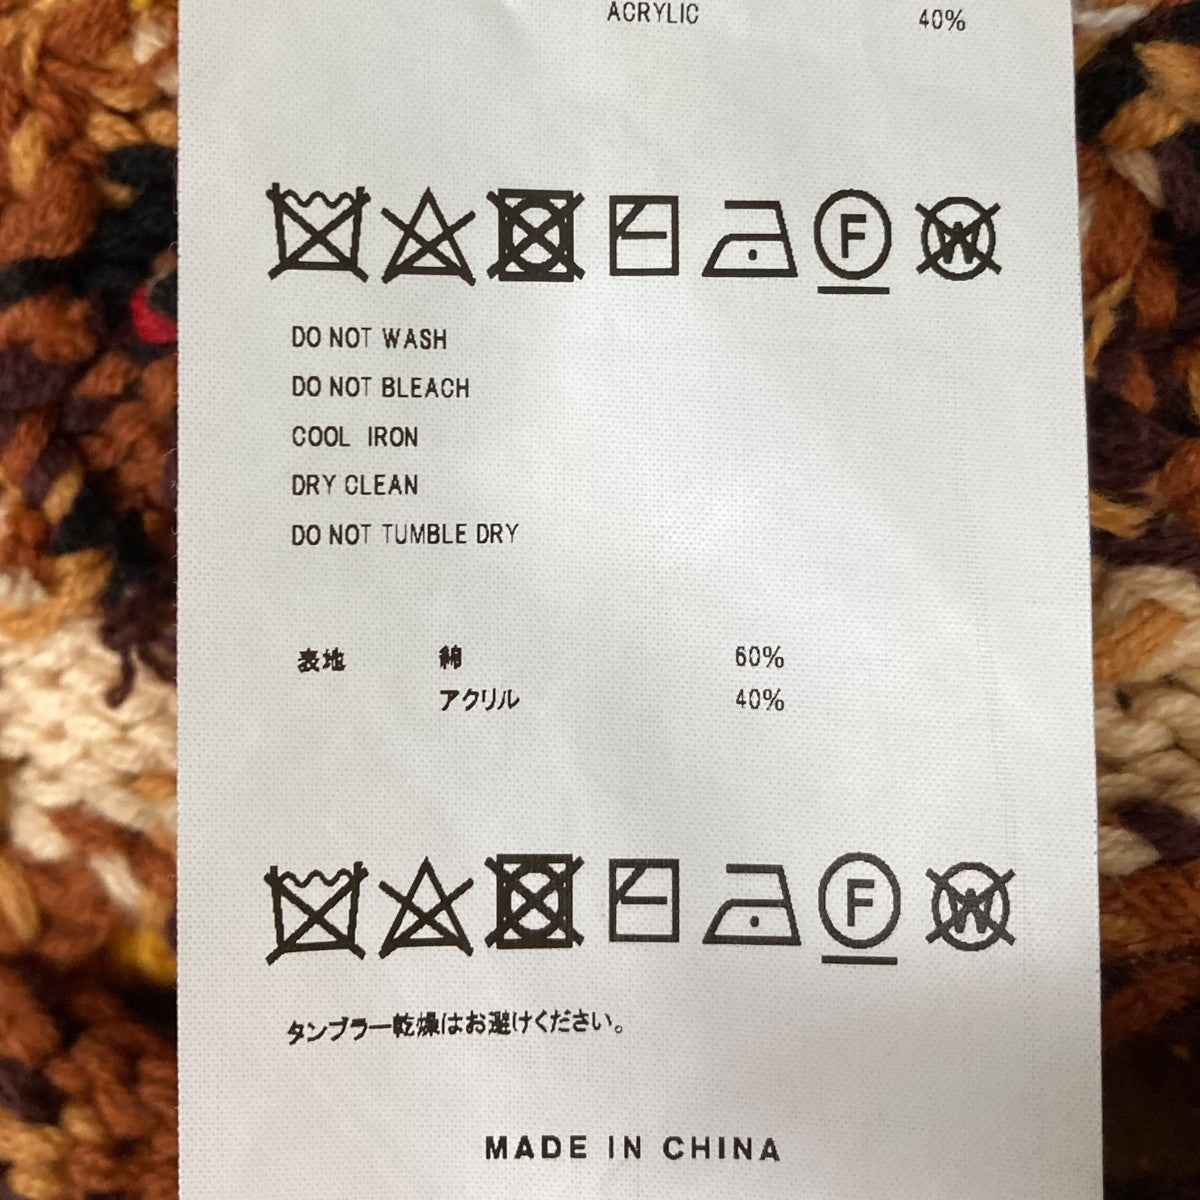 ACRYLIC 40%
F W
DO NOT WASH
DO NOT BLEACH
COOL IRON
DRY CLEAN
DO NOT TUMBLE DRY
表地 綿 60%
アクリル 40%
F W
タンブラー乾燥はお避けください。
MADE IN CHINA